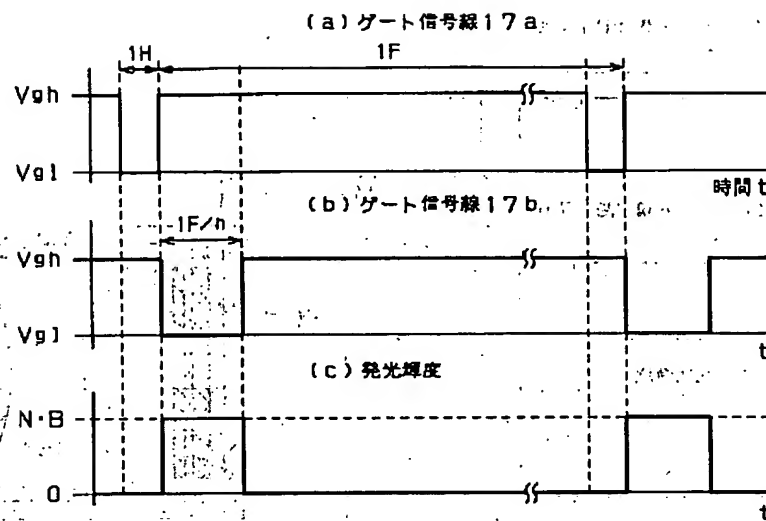 (a)ゲート信号線17a
1H
1F
Vgh
Vgl
時間t
(b)ゲート信号線17b
1F/n
Vgh
Vgl
t
(c)発光輝度
N・B
0
t